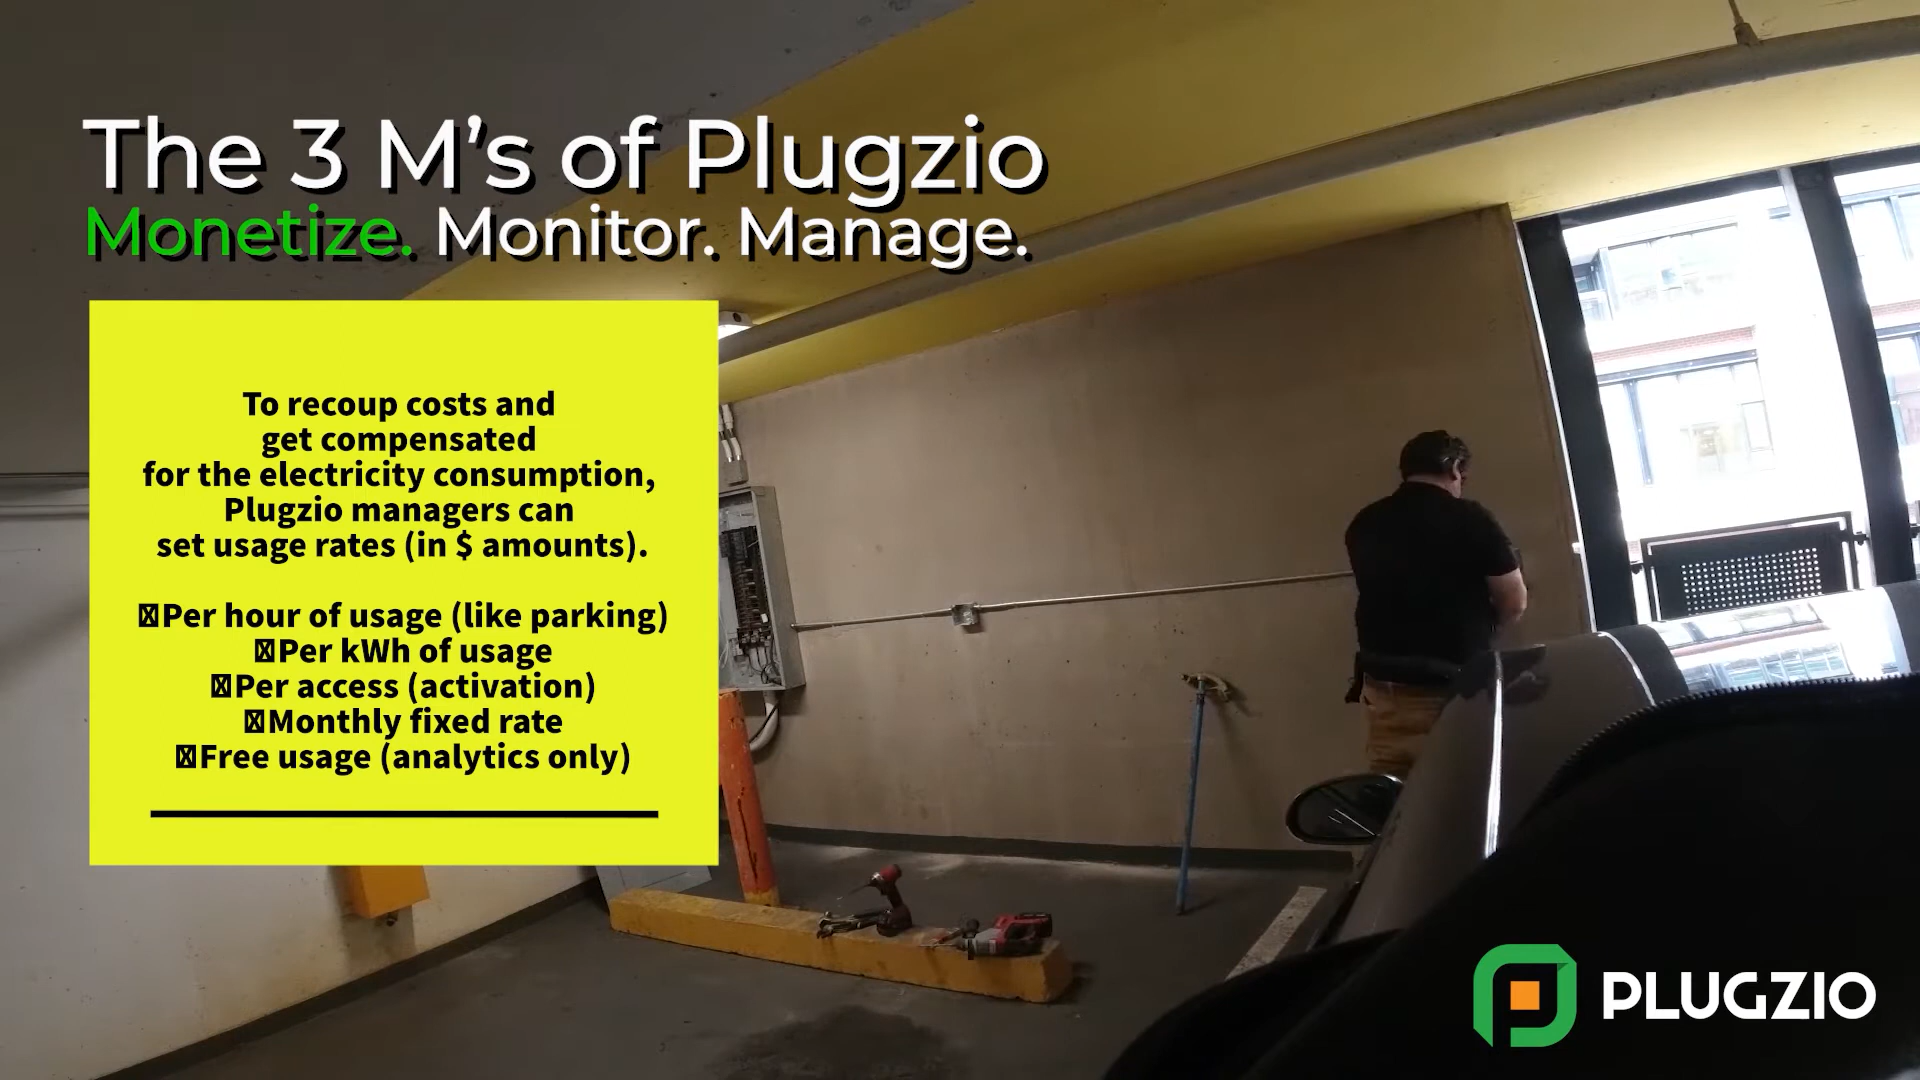 The 3 M’s of Plugzio
Monetize. Monitor. Manage.
To recoup costs and
get compensated
for the electricity consumption,
Plugzio managers can
set usage rates (in $ amounts).
Per hour of usage (like parking)
Per kWh of usage
Per access (activation)
Monthly fixed rate
Free usage (analytics only)
PLUGZIO